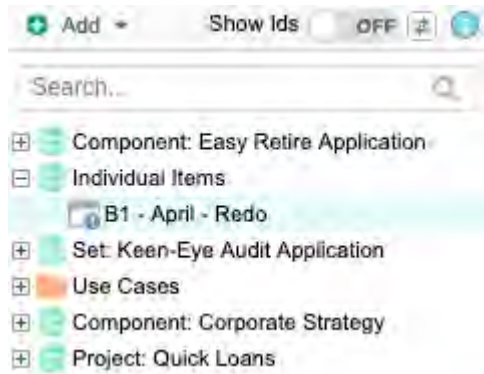 Add Show Ids OFF
Search...
Component: Easy Retire Application
Individual Items
B1 - April - Redo
Set: Keen-Eye Audit Application
Use Cases
Component: Corporate Strategy
Project: Quick Loans